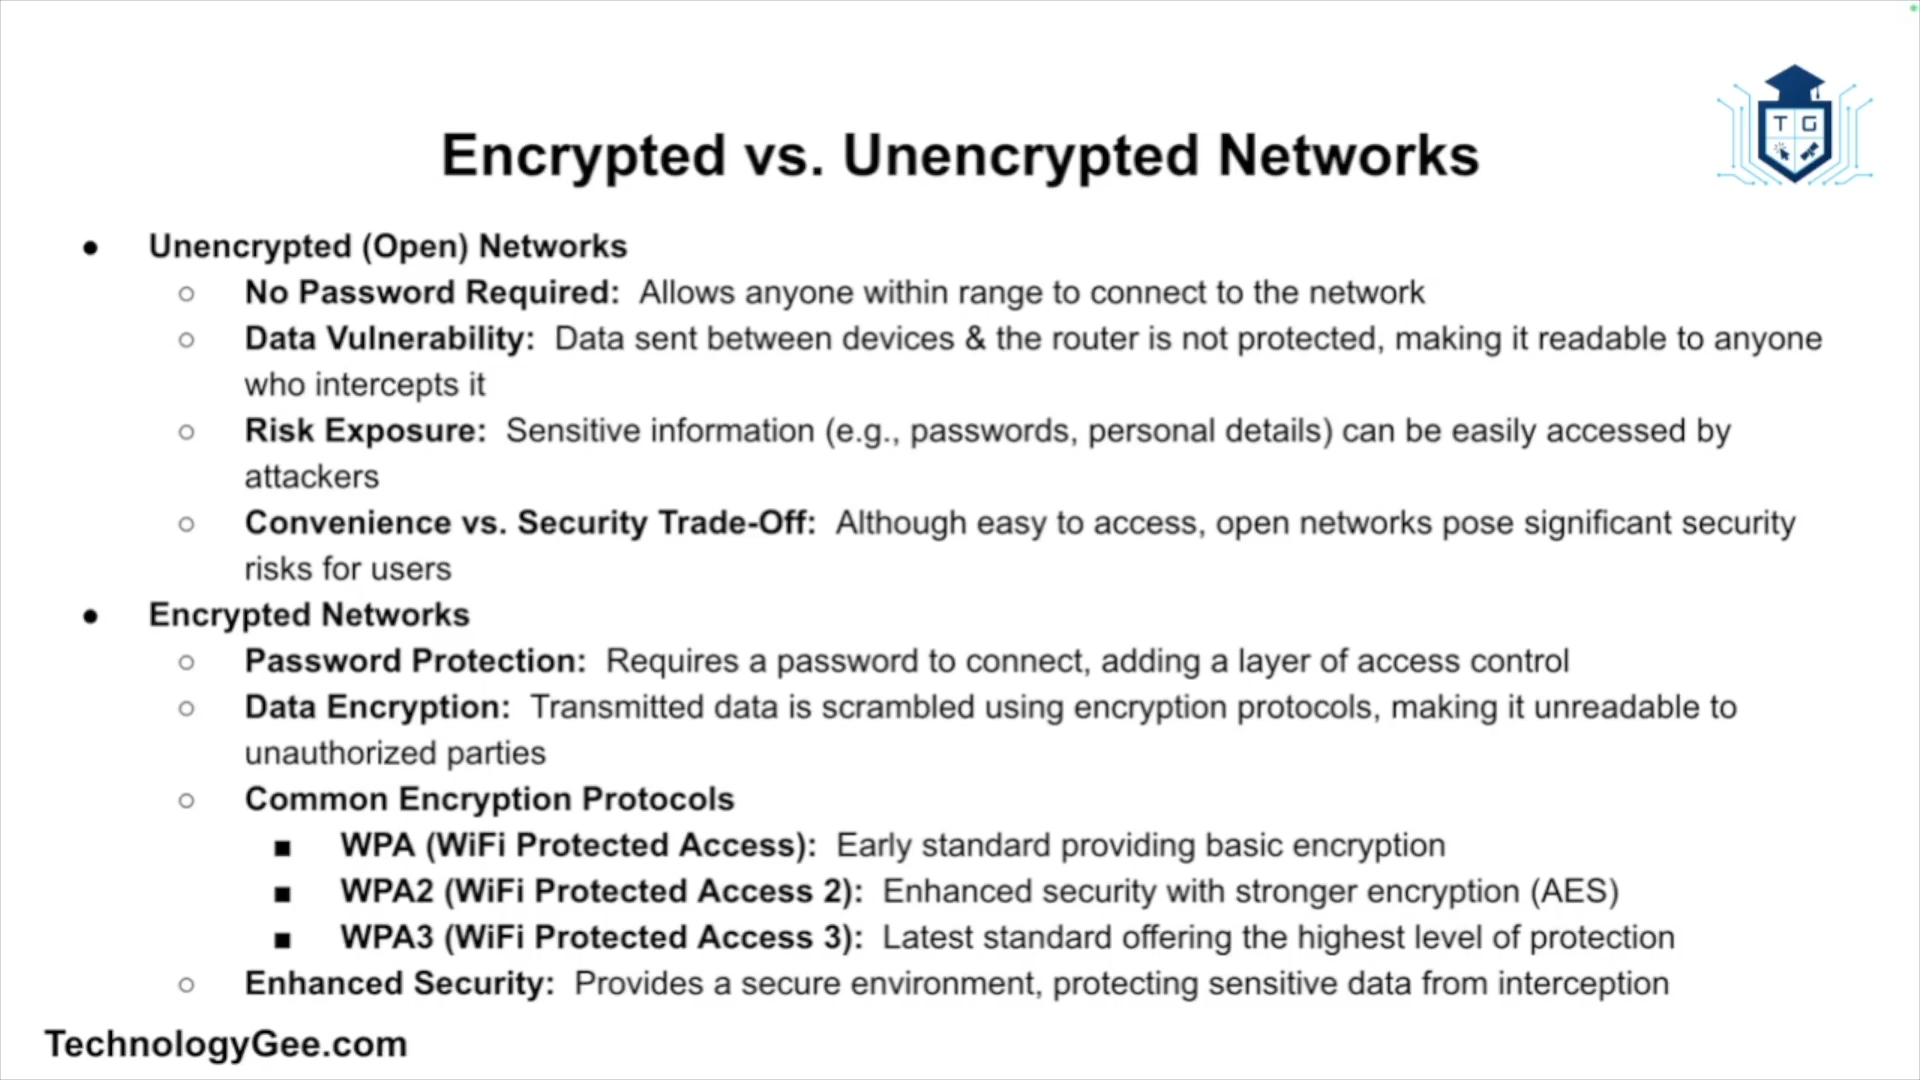 T G
Encrypted vs. Unencrypted Networks
● Unencrypted (Open) Networks
○ No Password Required: Allows anyone within range to connect to the network
○ Data Vulnerability: Data sent between devices & the router is not protected, making it readable to anyone
who intercepts it
○ Risk Exposure: Sensitive information (e.g., passwords, personal details) can be easily accessed by
attackers
○ Convenience vs. Security Trade-Off: Although easy to access, open networks pose significant security
risks for users
● Encrypted Networks
○ Password Protection: Requires a password to connect, adding a layer of access control
○ Data Encryption: Transmitted data is scrambled using encryption protocols, making it unreadable to
unauthorized parties
○ Common Encryption Protocols
■ WPA (WiFi Protected Access): Early standard providing basic encryption
■ WPA2 (WiFi Protected Access 2): Enhanced security with stronger encryption (AES)
■ WPA3 (WiFi Protected Access 3): Latest standard offering the highest level of protection
○ Enhanced Security: Provides a secure environment, protecting sensitive data from interception
TechnologyGee.com